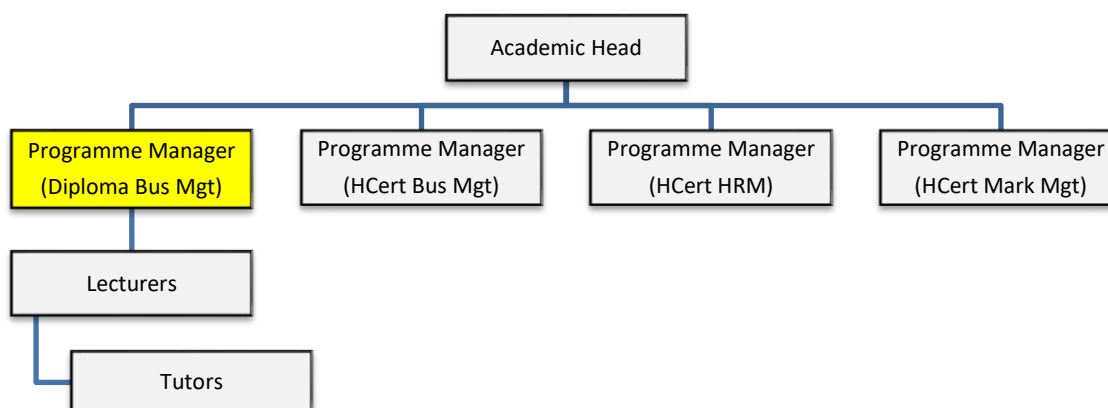 Academic Head
Programme Manager
(Diploma Bus Mgt)
Programme Manager
(HCert Bus Mgt)
Programme Manager
(HCert HRM)
Programme Manager
(HCert Mark Mgt)
Lecturers
Tutors